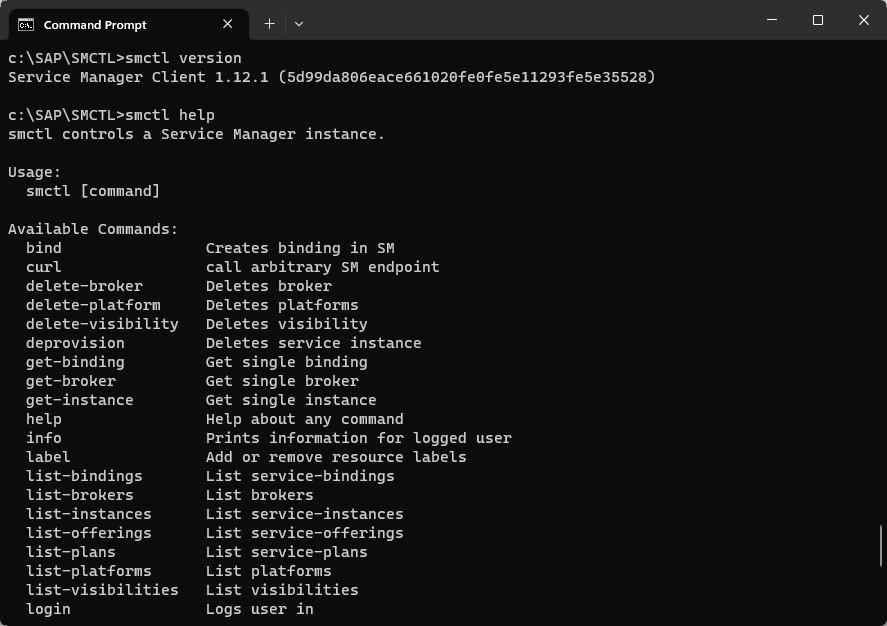 Command Prompt
c:\SAP\SMCTL>smctl version
Service Manager Client 1.12.1 (5d99da806eace661020fe0fe5e11293fe5e35528)
c:\SAP\SMCTL>smctl help
smctl controls a Service Manager instance.
Usage:
smctl [command]
Available Commands:
bind Creates binding in SM
curl call arbitrary SM endpoint
delete-broker Deletes broker
delete-platform Deletes platforms
delete-visibility Deletes visibility
deprovision Deletes service instance
get-binding Get single binding
get-broker Get single broker
get-instance Get single instance
help Help about any command
info Prints information for logged user
label Add or remove resource labels
list-bindings List service-bindings
list-brokers List brokers
list-instances List service-instances
list-offerings List service-offerings
list-plans List service-plans
list-platforms List platforms
list-visibilities List visibilities
login Logs user in